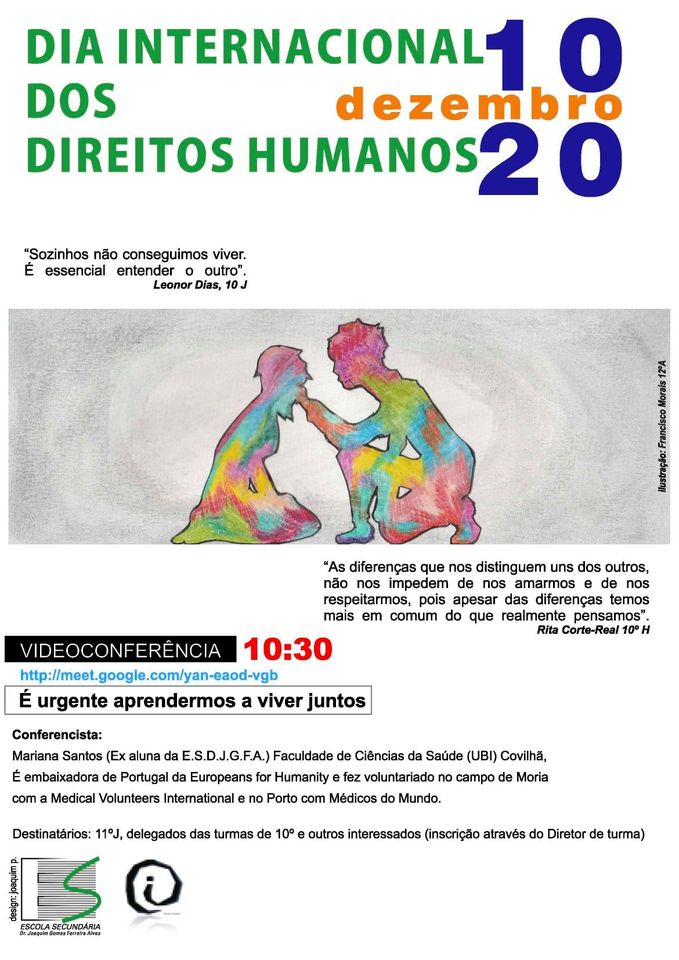 DIA INTERNACIONAL
DOS
DIREITOS HUMANOS
10
dezembro
20
“Sozinhos não conseguimos viver.
É essencial entender o outro”.
Leonor Dias, 10 J
ilustração: Francisco Morais 12ºA
“As diferenças que nos distinguem uns dos outros,
não nos impedem de nos amarmos e de nos
respeitarmos, pois apesar das diferenças temos
mais em comum do que realmente pensamos”.
Rita Corte-Real 10º H
VIDEOCONFERÊNCIA 10:30
http://meet.google.com/yan-eaod-vgb
É urgente aprendermos a viver juntos
Conferencista:
Mariana Santos (Ex aluna da E.S.D.J.G.F.A.) Faculdade de Ciências da Saúde (UBI) Covilhã,
É embaixadora de Portugal da Europeans for Humanity e fez voluntariado no campo de Moria
com a Medical Volunteers International e no Porto com Médicos do Mundo.
Destinatários: 11ºJ, delegados das turmas de 10º e outros interessados (inscrição através do Diretor de turma)
design: joaquim p.
ES
ESCOLA SECUNDÁRIA
Dr. Joaquim Gomes Ferreira Alves
i